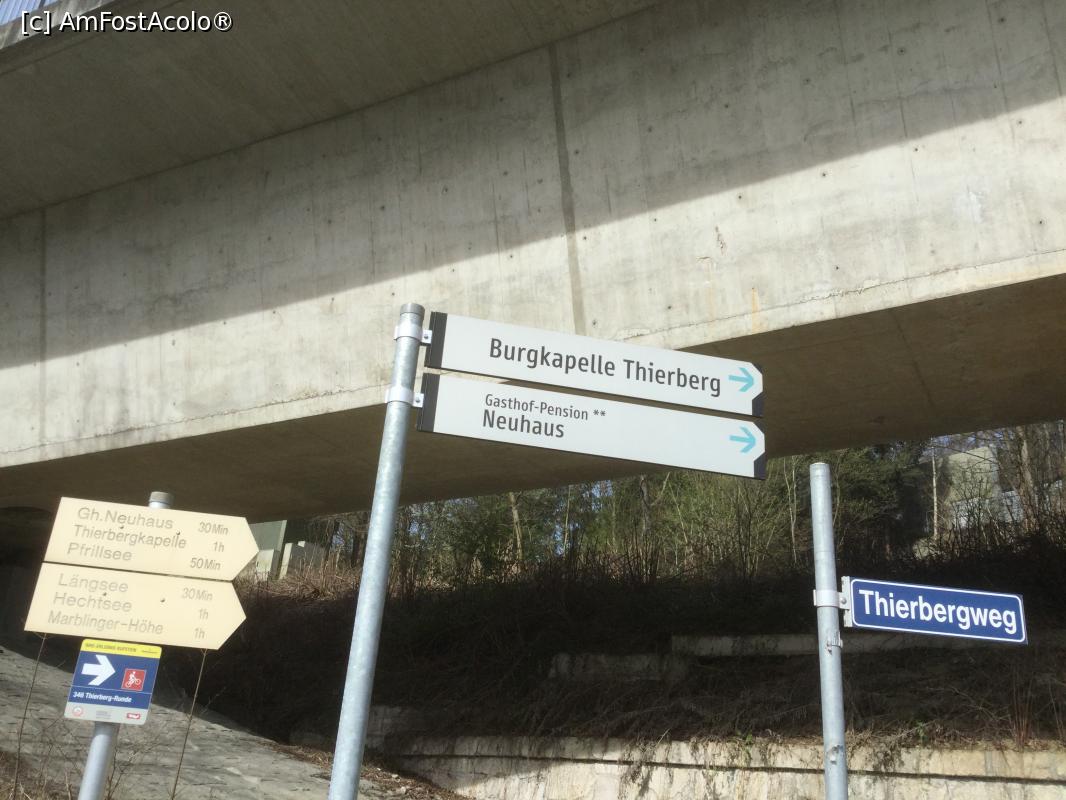 [c] AmFostAcolo®
Burgkapelle Thierberg
Gasthof-Pension **
Neuhaus
Gh.Neuhaus 30Min
Thierbergkapelle 1h
Pfrillsee 50Min
Längsee 30Min
Hechtsee 1h
Marblinger-Höhe 1h
346 Thierberg-Runde
Thierbergweg